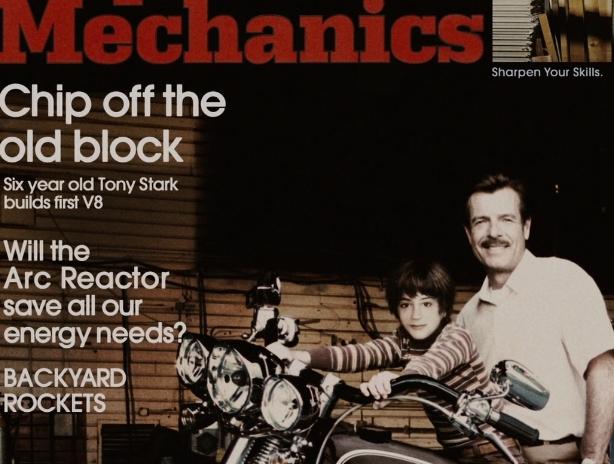 Mechanics
Sharpen Your Skills.
Chip off the
old block
Six year old Tony Stark
builds first V8
Will the
Arc Reactor
save all our
energy needs?
BACKYARD
ROCKETS